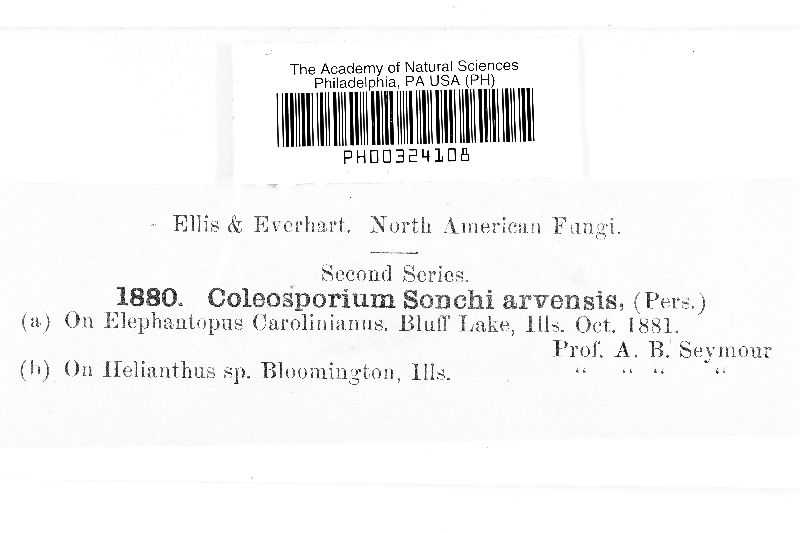 The Academy of Natural Sciences
Philadelphia, PA USA (PH)
PH00324108
Ellis & Everhart. North American Fungi.
Second Series.
1880. Coleosporium Sonchi arvensis, (Pers.)
(a) On Elephantopus Carolinianus. Bluff Lake, Ills. Oct. 1881.
Prof. A. B. Seymour
(b) On Helianthus sp. Bloomington, Ills. “ “ “ “